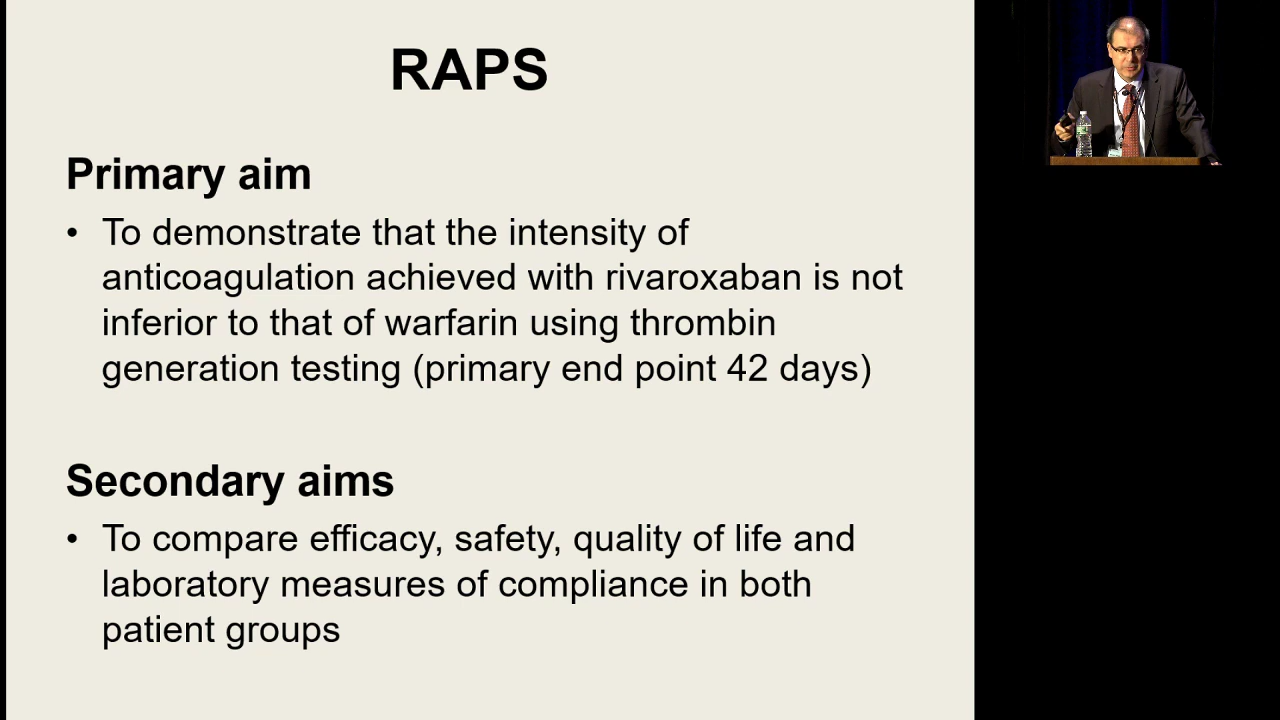 RAPS
Primary aim
• To demonstrate that the intensity of
anticoagulation achieved with rivaroxaban is not
inferior to that of warfarin using thrombin
generation testing (primary end point 42 days)
Secondary aims
• To compare efficacy, safety, quality of life and
laboratory measures of compliance in both
patient groups